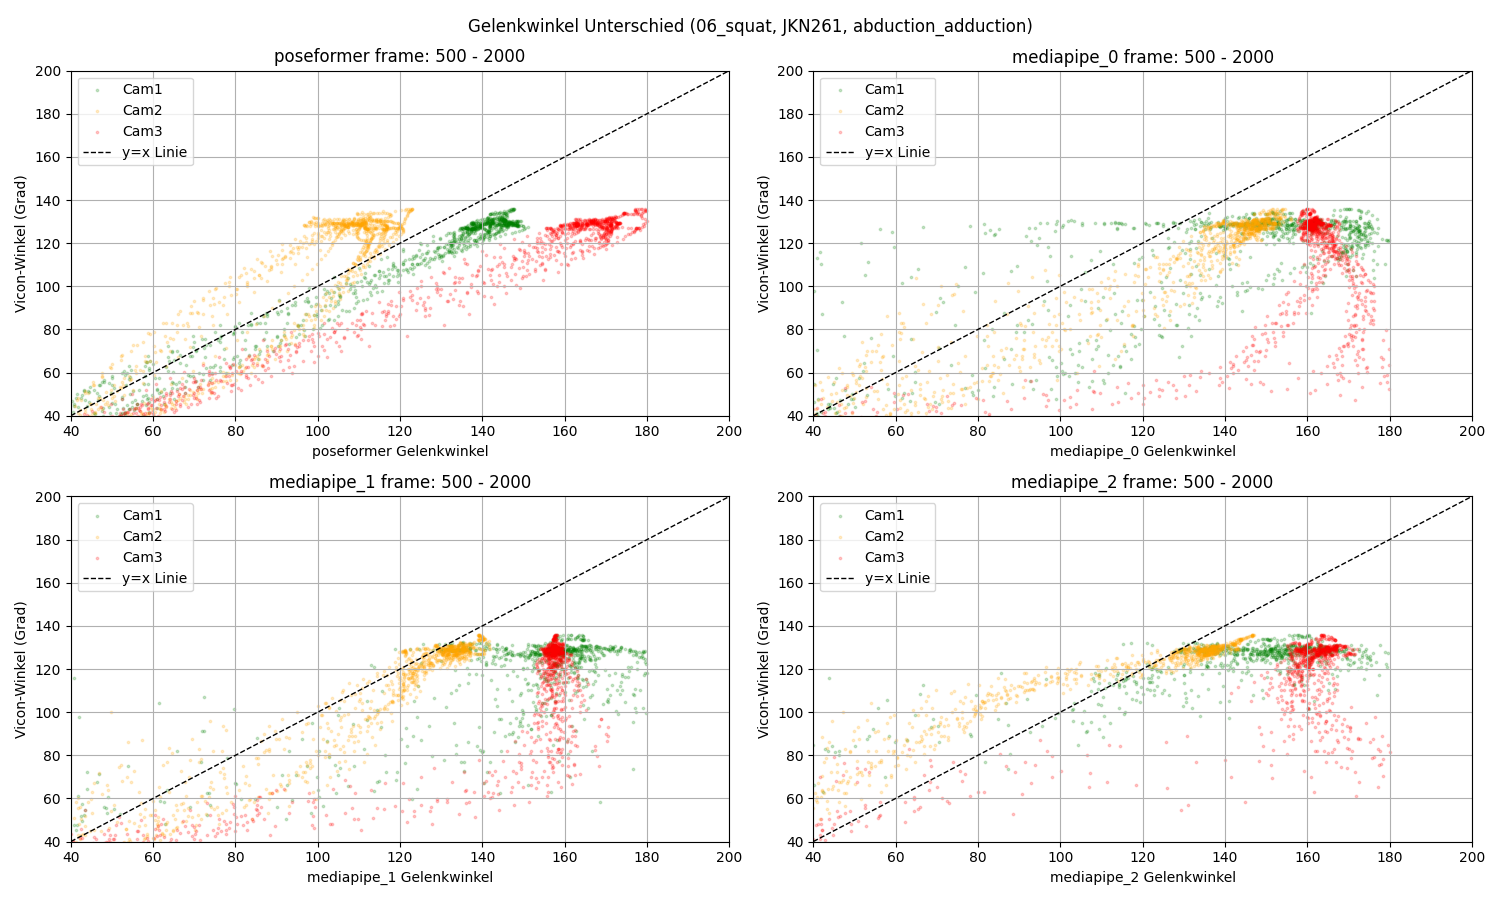 Gelenkwinkel Unterschied (06_squat, JKN261, abduction_adduction)
poseformer frame: 500 - 2000
200
180
160
140
120
100
80
60
40
Vicon-Winkel (Grad)
Cam1
Cam2
Cam3
y=x Linie
40 60 80 100 120 140 160 180 200
poseformer Gelenkwinkel
mediapipe_0 frame: 500 - 2000
200
180
160
140
120
100
80
60
40
Vicon-Winkel (Grad)
Cam1
Cam2
Cam3
y=x Linie
40 60 80 100 120 140 160 180 200
mediapipe_0 Gelenkwinkel
mediapipe_1 frame: 500 - 2000
200
180
160
140
120
100
80
60
40
Vicon-Winkel (Grad)
Cam1
Cam2
Cam3
y=x Linie
40 60 80 100 120 140 160 180 200
mediapipe_1 Gelenkwinkel
mediapipe_2 frame: 500 - 2000
200
180
160
140
120
100
80
60
40
Vicon-Winkel (Grad)
Cam1
Cam2
Cam3
y=x Linie
40 60 80 100 120 140 160 180 200
mediapipe_2 Gelenkwinkel